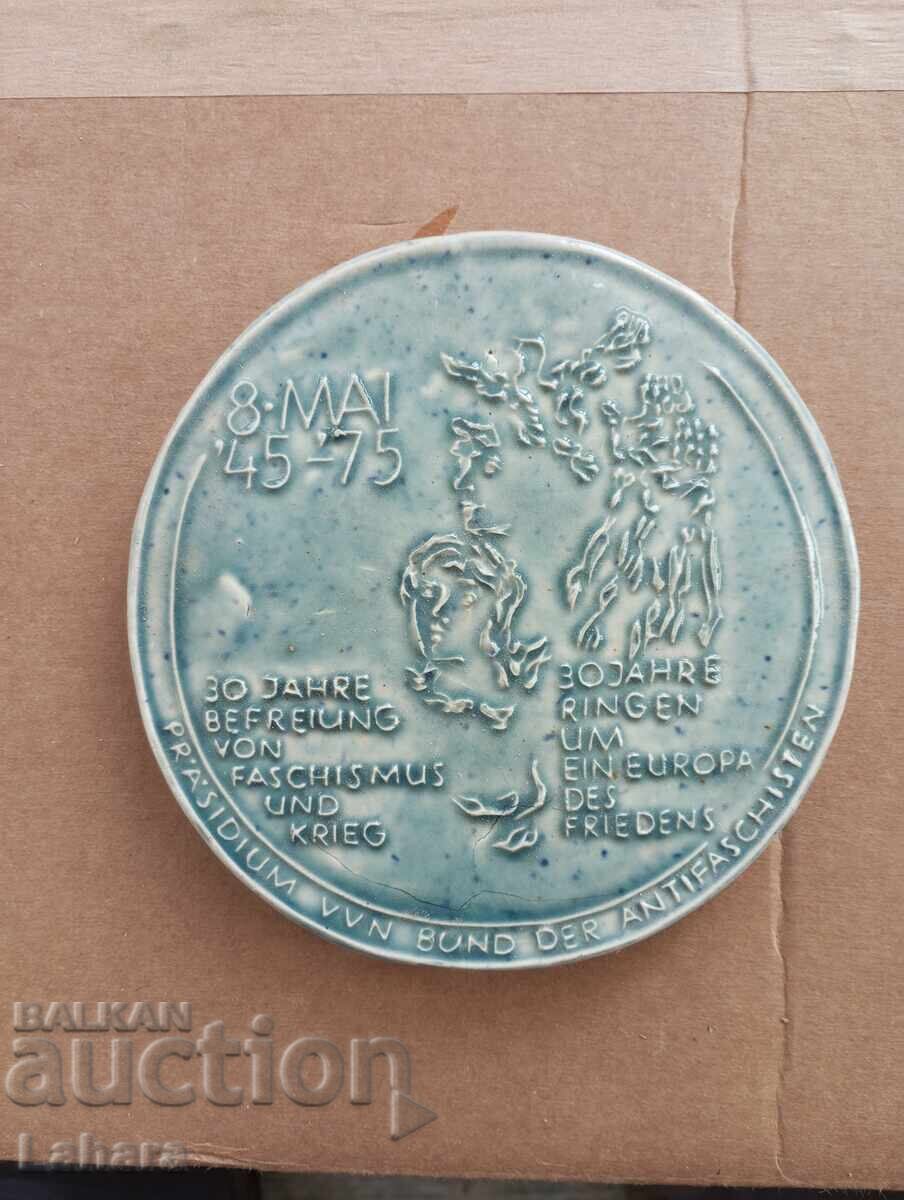 8·MAI
'45-'75
30 JAHRE
BEFREIUNG
VON
FASCHISMUS
UND
KRIEG
30 JAHRE
RINGEN
UM
EIN EUROPA
DES
FRIEDENS
PRÄSIDIUM VVN BUND DER ANTIFASCHISTEN
BALKAN
auction
Lahara